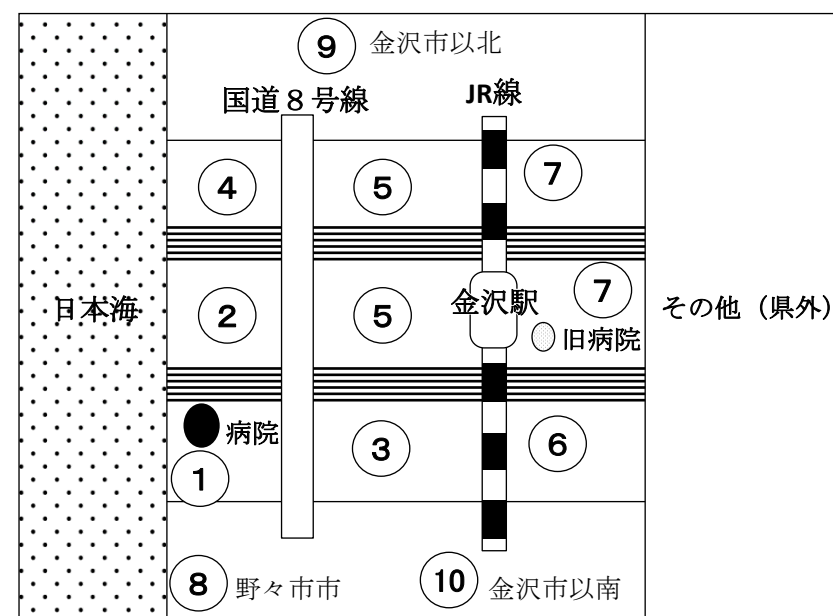 ⑨ 金沢市以北
国道８号線
JR線
④
⑤
⑦
日本海
②
⑤
金沢駅
⑦
旧病院
その他（県外）
病院
①
③
⑥
⑧ 野々市市
⑩ 金沢市以南